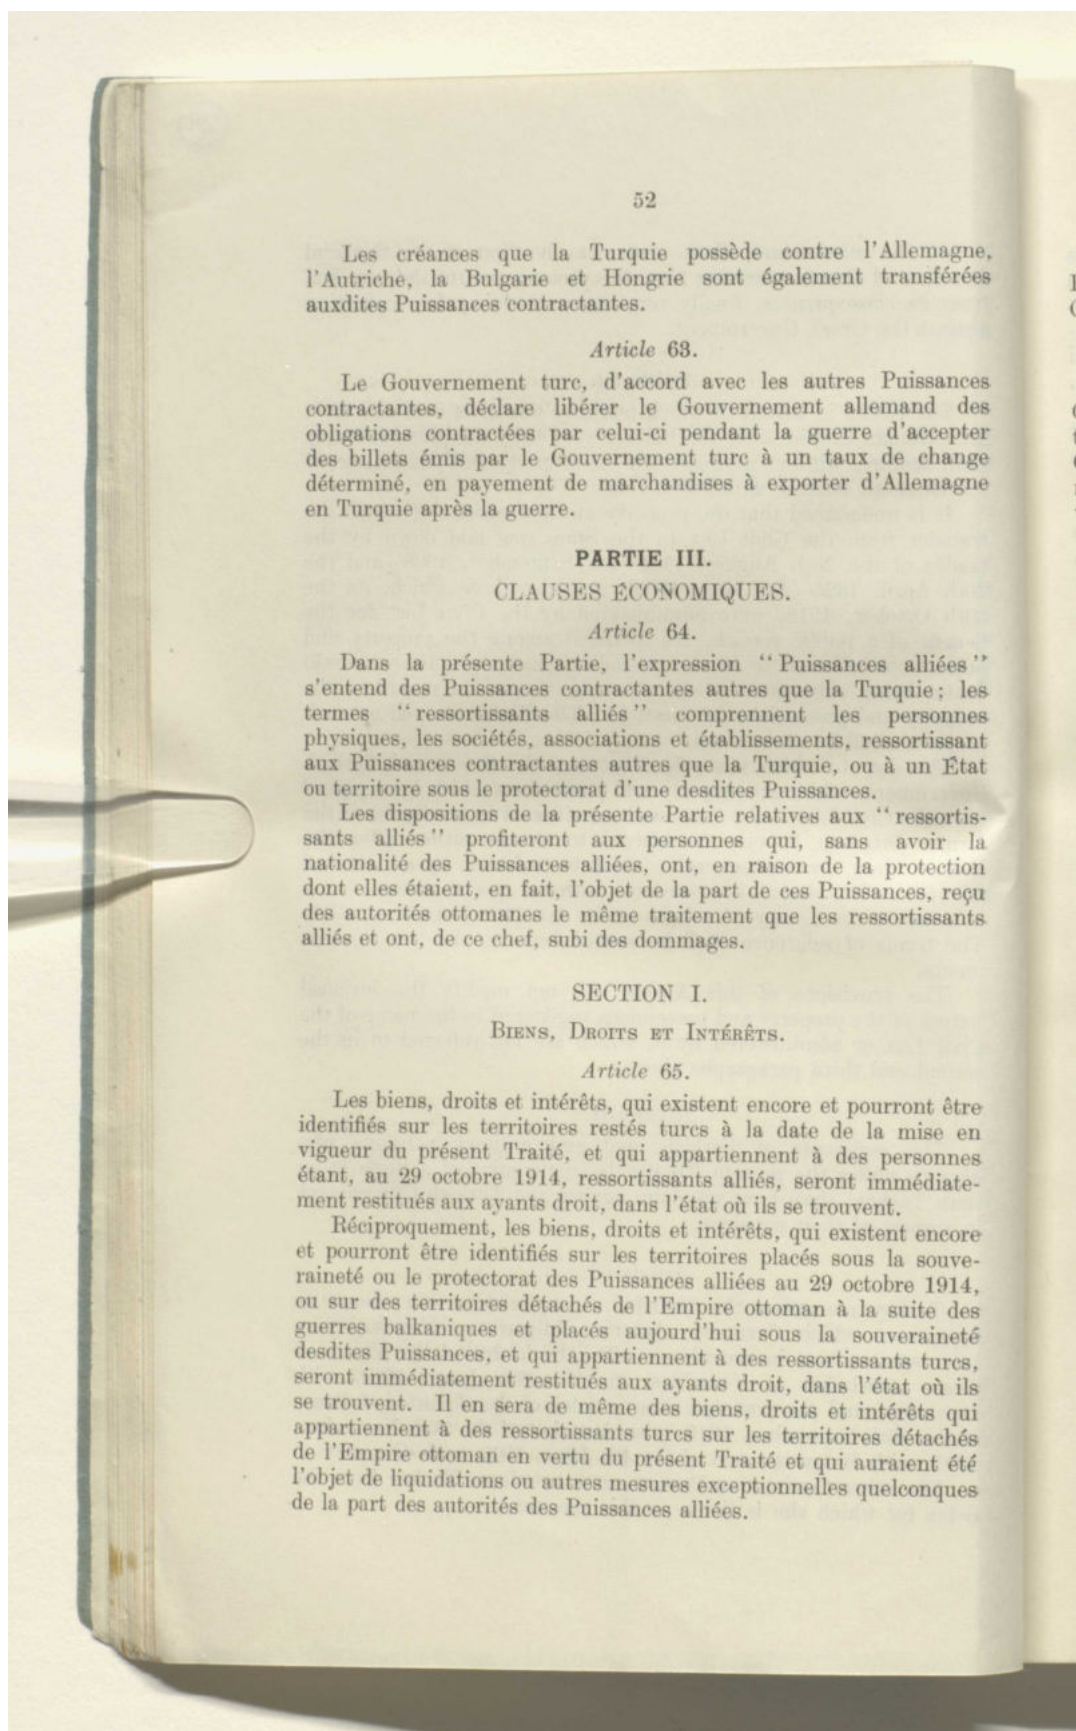 52
Les créances que la Turquie possède contre l'Allemagne,
l'Autriche, la Bulgarie et Hongrie sont également transférées
auxdites Puissances contractantes.
Article 63.
Le Gouvernement turc, d'accord avec les autres Puissances
contractantes, déclare libérer le Gouvernement allemand des
obligations contractées par celui-ci pendant la guerre d'accepter
des billets émis par le Gouvernement turc à un taux de change
déterminé, en payement de marchandises à exporter d'Allemagne
en Turquie après la guerre.
PARTIE III.
CLAUSES ÉCONOMIQUES.
Article 64.
Dans la présente Partie, l'expression “Puissances alliées”
s'entend des Puissances contractantes autres que la Turquie; les
termes “ressortissants alliés” comprennent les personnes
physiques, les sociétés, associations et établissements, ressortissant
aux Puissances contractantes autres que la Turquie, ou à un État
ou territoire sous le protectorat d'une desdites Puissances.
Les dispositions de la présente Partie relatives aux “ressortis-
sants alliés” profiteront aux personnes qui, sans avoir la
nationalité des Puissances alliées, ont, en raison de la protection
dont elles étaient, en fait, l'objet de la part de ces Puissances, reçu
des autorités ottomanes le même traitement que les ressortissants
alliés et ont, de ce chef, subi des dommages.
SECTION I.
BIENS, DROITS ET INTÉRÊTS.
Article 65.
Les biens, droits et intérêts, qui existent encore et pourront être
identifiés sur les territoires restés turcs à la date de la mise en
vigueur du présent Traité, et qui appartiennent à des personnes
étant, au 29 octobre 1914, ressortissants alliés, seront immédiate-
ment restitués aux ayants droit, dans l'état où ils se trouvent.
Réciproquement, les biens, droits et intérêts, qui existent encore
et pourront être identifiés sur les territoires placés sous la souve-
raineté ou le protectorat des Puissances alliées au 29 octobre 1914,
ou sur des territoires détachés de l'Empire ottoman à la suite des
guerres balkaniques et placés aujourd'hui sous la souveraineté
desdites Puissances, et qui appartiennent à des ressortissants turcs,
seront immédiatement restitués aux ayants droit, dans l'état où ils
se trouvent. Il en sera de même des biens, droits et intérêts qui
appartiennent à des ressortissants turcs sur les territoires détachés
de l'Empire ottoman en vertu du présent Traité et qui auraient été
l'objet de liquidations ou autres mesures exceptionnelles quelconques
de la part des autorités des Puissances alliées.